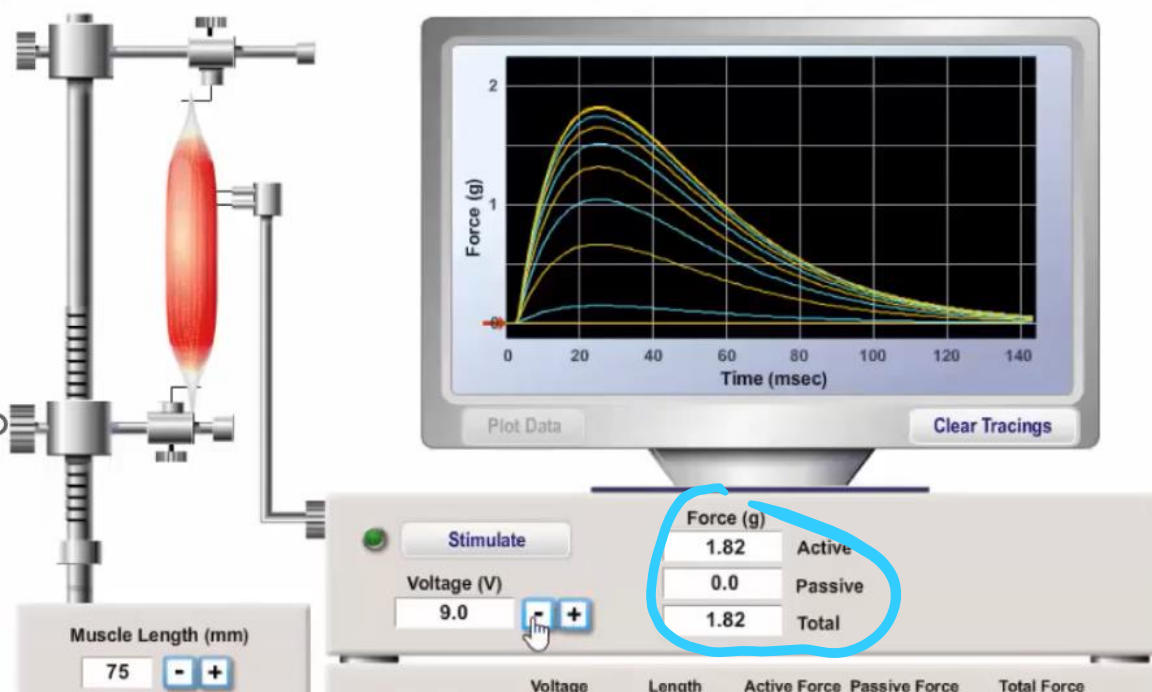 2
1
0
Force (g)
0 20 40 60 80 100 120 140
Time (msec)
Plot Data
Clear Tracings
Stimulate
Voltage (V)
9.0
- +
Force (g)
1.82 Active
0.0 Passive
1.82 Total
Muscle Length (mm)
75 - +
Voltage Length Active Force Passive Force Total Force